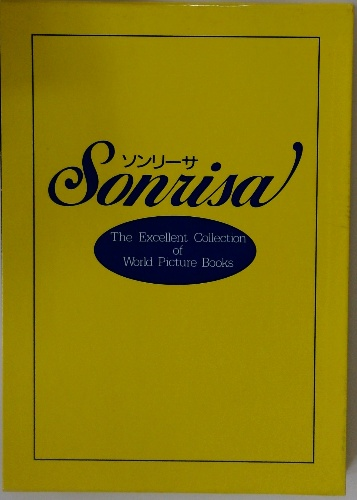 ソンリーサ
Sonrisa
The Excellent Collection
of
World Picture Books